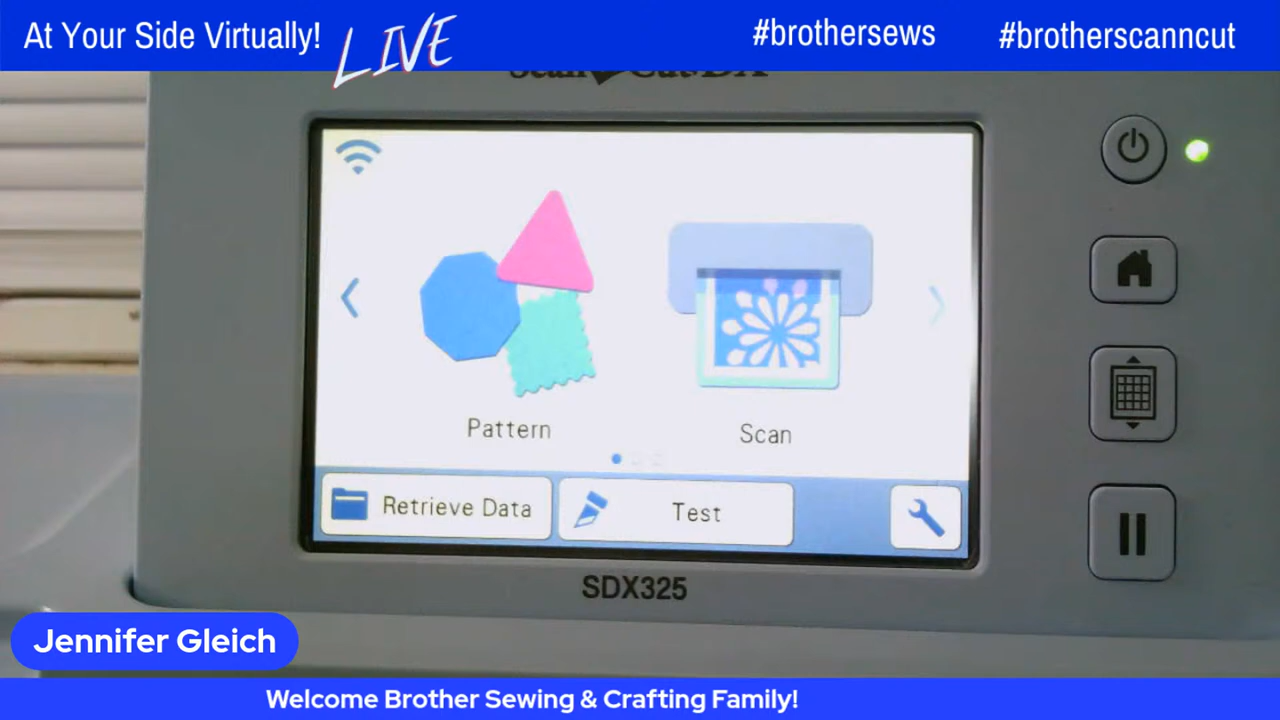 At Your Side Virtually! LIVE
#brothersews
#brotherscanncut
Pattern
Scan
Retrieve Data
Test
SDX325
Jennifer Gleich
Welcome Brother Sewing & Crafting Family!